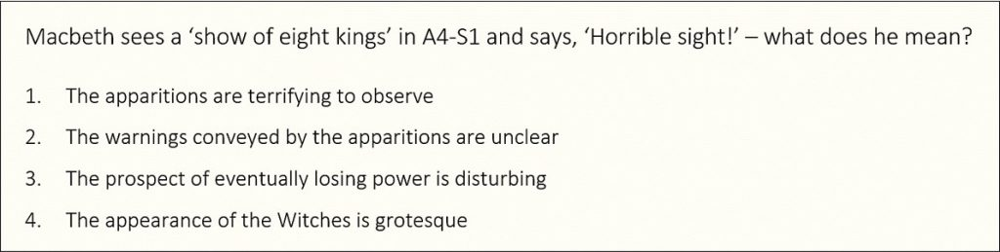 Macbeth sees a ‘show of eight kings’ in A4-S1 and says, ‘Horrible sight!’ – what does he mean?
1. The apparitions are terrifying to observe
2. The warnings conveyed by the apparitions are unclear
3. The prospect of eventually losing power is disturbing
4. The appearance of the Witches is grotesque